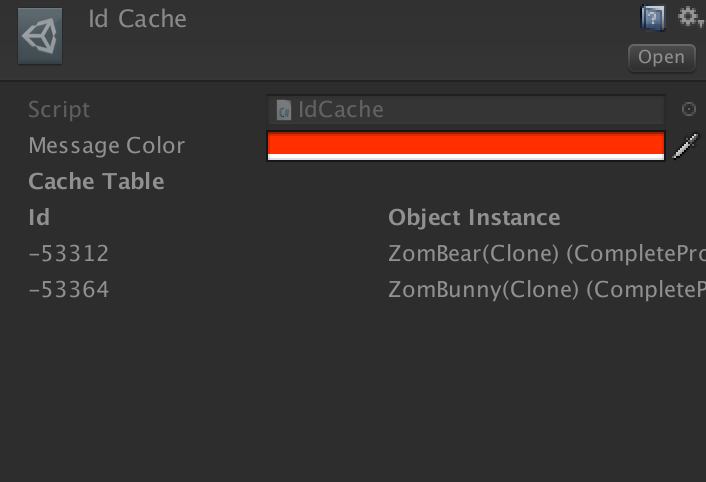 Id Cache
Open
Script IdCache
Message Color
Cache Table
Id Object Instance
-53312 ZomBear(Clone) (CompletePro
-53364 ZomBunny(Clone) (CompleteP